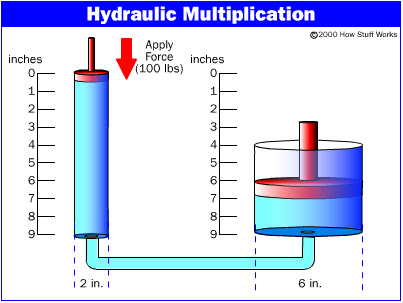 Hydraulic Multiplication
©2000 How Stuff Works
inches
0
1
2
3
4
5
6
7
8
9
Apply
Force
(100 lbs)
inches
0
1
2
3
4
5
6
7
8
9
2 in.
6 in.